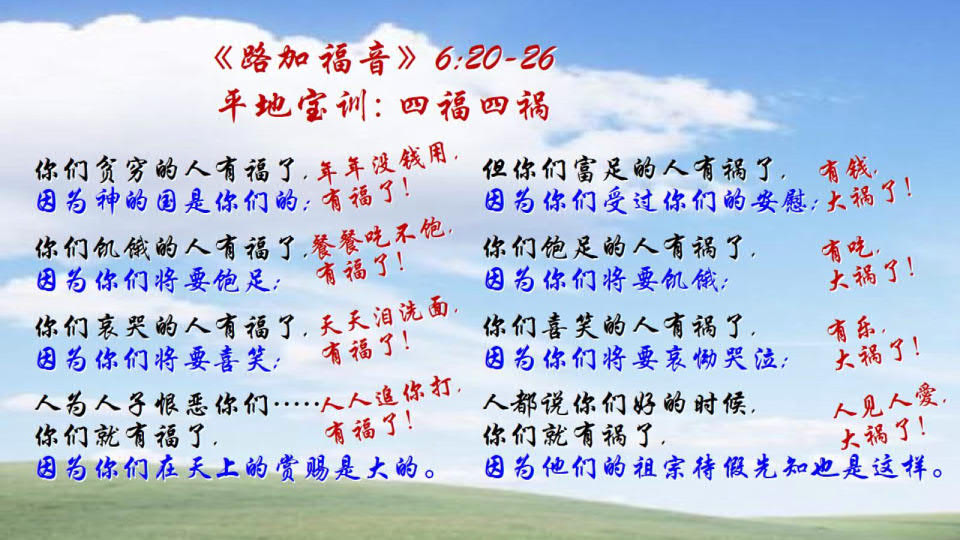 《路加福音》6:20-26
平地宝训：四福四祸
你们贫穷的人有福了，
因为神的国是你们的；
年年没钱用，
有福了！
你们饥饿的人有福了，
因为你们将要饱足；
餐餐吃不饱，
有福了！
你们哀哭的人有福了，
因为你们将要喜笑；
天天泪洗面，
有福了！
人为人子恨恶你们……
你们就有福了，
因为你们在天上的赏赐是大的。
人人追你打，
有福了！
但你们富足的人有祸了，
因为你们受过你们的安慰；
有钱，
大祸了！
你们饱足的人有祸了，
因为你们将要饥饿；
有吃，
大祸了！
你们喜笑的人有祸了，
因为你们将要哀恸哭泣；
有乐，
大祸了！
人都说你们好的时候，
你们就有祸了，
因为他们的祖宗待假先知也是这样。
人见人愛，
大祸了！